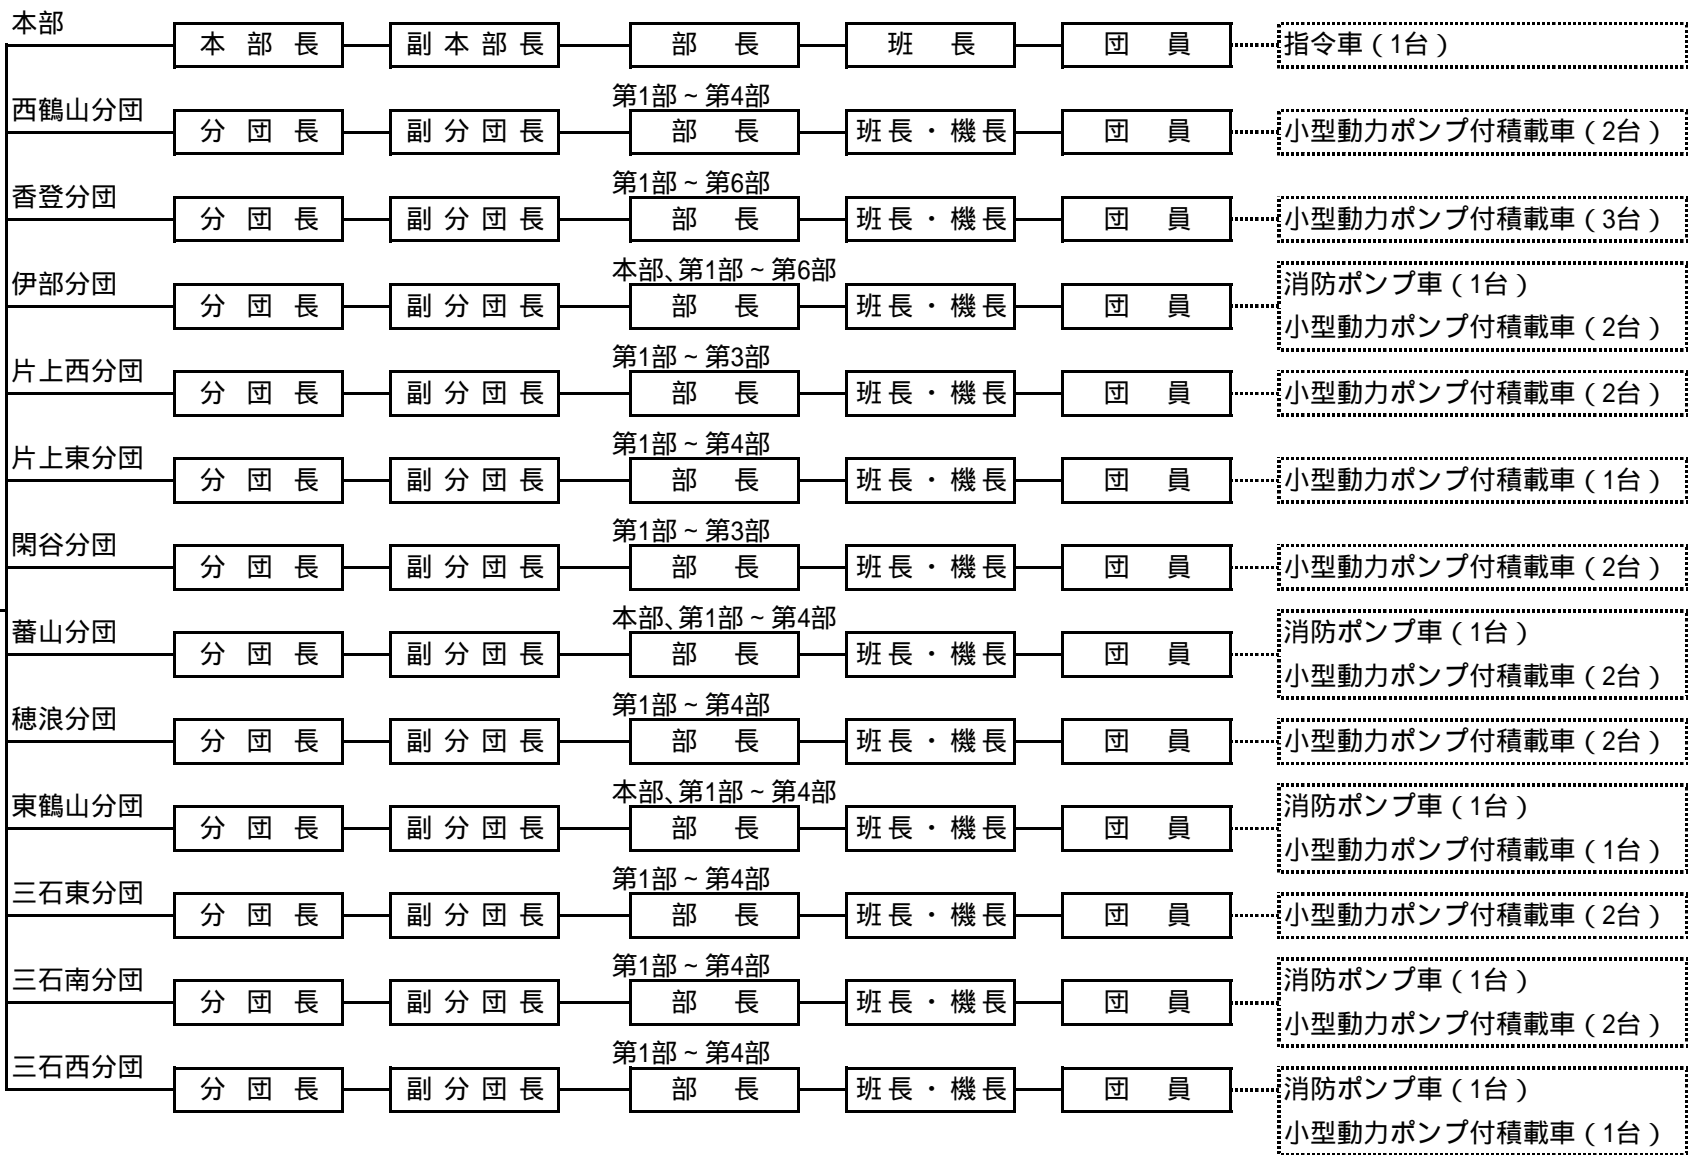 本部
本部長 副本部長 部長 班長 団員 指令車（1台）
西鶴山分団 第1部～第4部
分団長 副分団長 部長 班長・機長 団員 小型動力ポンプ付積載車（2台）
香登分団 第1部～第6部
分団長 副分団長 部長 班長・機長 団員 小型動力ポンプ付積載車（3台）
伊部分団 本部、第1部～第6部
分団長 副分団長 部長 班長・機長 団員 消防ポンプ車（1台）
小型動力ポンプ付積載車（2台）
片上西分団 第1部～第3部
分団長 副分団長 部長 班長・機長 団員 小型動力ポンプ付積載車（2台）
片上東分団 第1部～第4部
分団長 副分団長 部長 班長・機長 団員 小型動力ポンプ付積載車（1台）
閑谷分団 第1部～第3部
分団長 副分団長 部長 班長・機長 団員 小型動力ポンプ付積載車（2台）
蕃山分団 本部、第1部～第4部
分団長 副分団長 部長 班長・機長 団員 消防ポンプ車（1台）
小型動力ポンプ付積載車（2台）
穂浪分団 第1部～第4部
分団長 副分団長 部長 班長・機長 団員 小型動力ポンプ付積載車（2台）
東鶴山分団 本部、第1部～第4部
分団長 副分団長 部長 班長・機長 団員 消防ポンプ車（1台）
小型動力ポンプ付積載車（1台）
三石東分団 第1部～第4部
分団長 副分団長 部長 班長・機長 団員 小型動力ポンプ付積載車（2台）
三石南分団 第1部～第4部
分団長 副分団長 部長 班長・機長 団員 消防ポンプ車（1台）
小型動力ポンプ付積載車（2台）
三石西分団 第1部～第4部
分団長 副分団長 部長 班長・機長 団員 消防ポンプ車（1台）
小型動力ポンプ付積載車（1台）